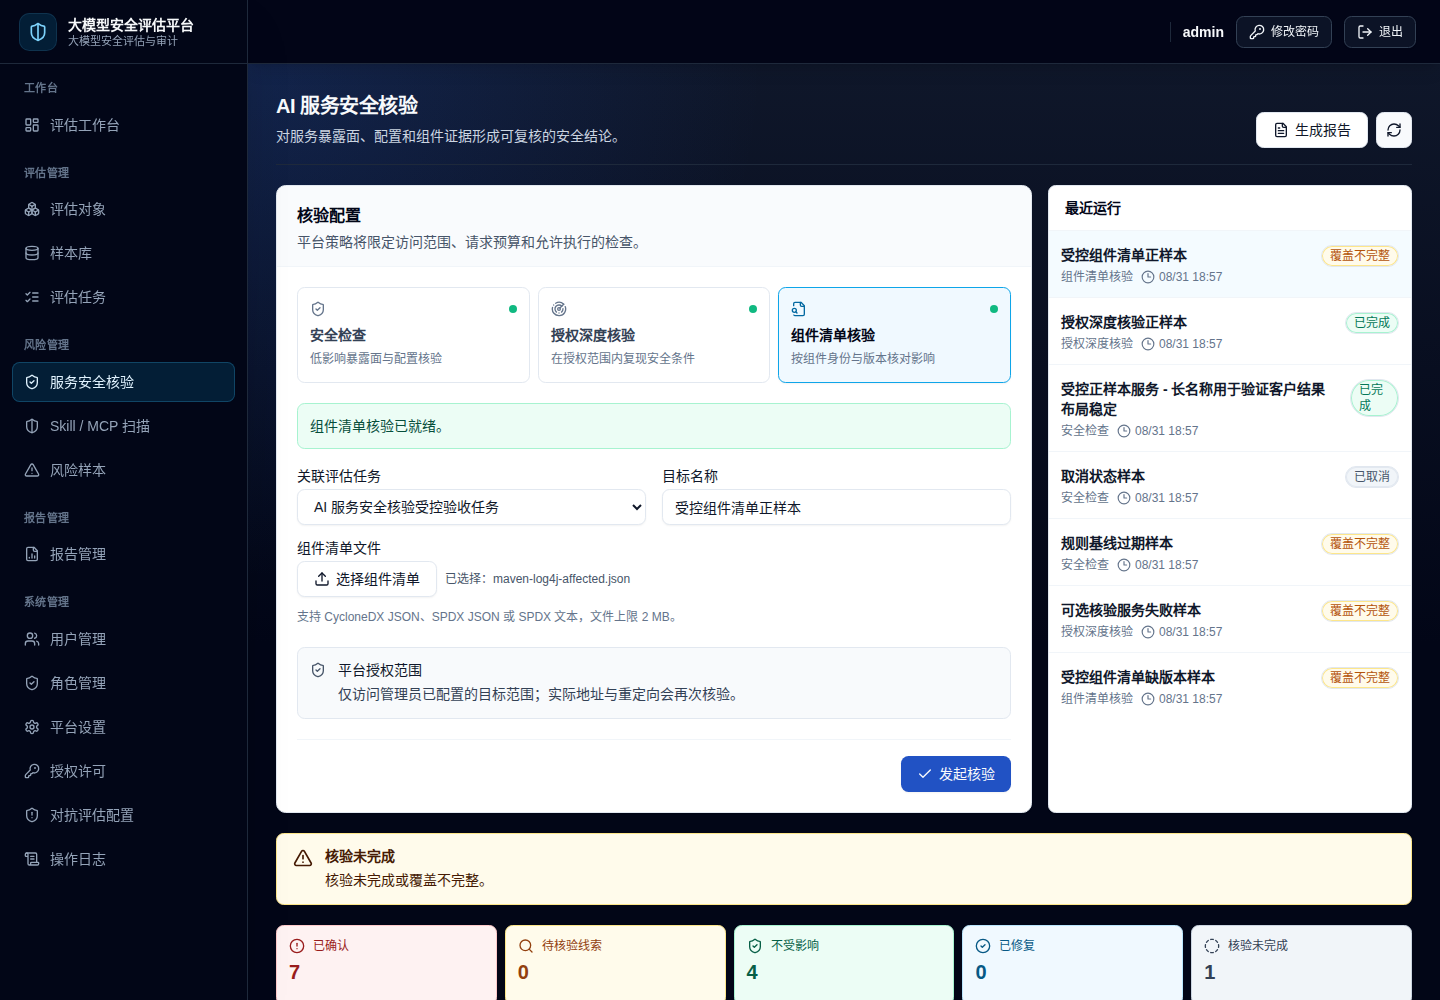 大模型安全评估平台
大模型安全评估与审计
admin
修改密码
退出
工作台
评估工作台
评估管理
评估对象
样本库
评估任务
风险管理
服务安全核验
Skill / MCP 扫描
风险样本
报告管理
报告管理
系统管理
用户管理
角色管理
平台设置
授权许可
对抗评估配置
操作日志
AI 服务安全核验
对服务暴露面、配置和组件证据形成可复核的安全结论。
生成报告
核验配置
平台策略将限定访问范围、请求预算和允许执行的检查。
安全检查
低影响暴露面与配置核验
授权深度核验
在授权范围内复现安全条件
组件清单核验
按组件身份与版本核对影响
组件清单核验已就绪。
关联评估任务
AI 服务安全核验受控验收任务
目标名称
受控组件清单正样本
组件清单文件
选择组件清单
已选择：maven-log4j-affected.json
支持 CycloneDX JSON、SPDX JSON 或 SPDX 文本，文件上限 2 MB。
平台授权范围
仅访问管理员已配置的目标范围；实际地址与重定向会再次核验。
发起核验
最近运行
受控组件清单正样本
覆盖不完整
组件清单核验 08/31 18:57
授权深度核验正样本
已完成
授权深度核验 08/31 18:57
受控正样本服务 - 长名称用于验证客户结果
布局稳定
已完
成
安全检查 08/31 18:57
取消状态样本
已取消
安全检查 08/31 18:57
规则基线过期样本
覆盖不完整
安全检查 08/31 18:57
可选核验服务失败样本
覆盖不完整
授权深度核验 08/31 18:57
受控组件清单缺版本样本
覆盖不完整
组件清单核验 08/31 18:57
核验未完成
核验未完成或覆盖不完整。
已确认
7
待核验线索
0
不受影响
4
已修复
0
核验未完成
1